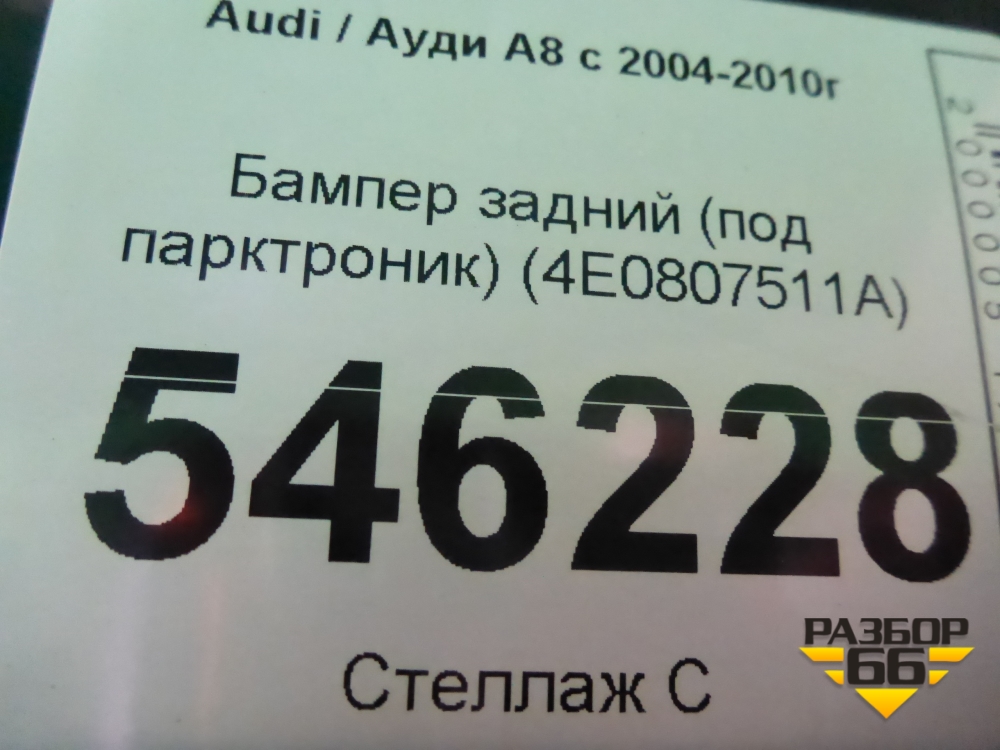 Audi / Ауди А8 с 2004-2010г
Бампер задний (под
парктроник) (4E0807511A)
546228
Стеллаж С
РАЗБОР
66